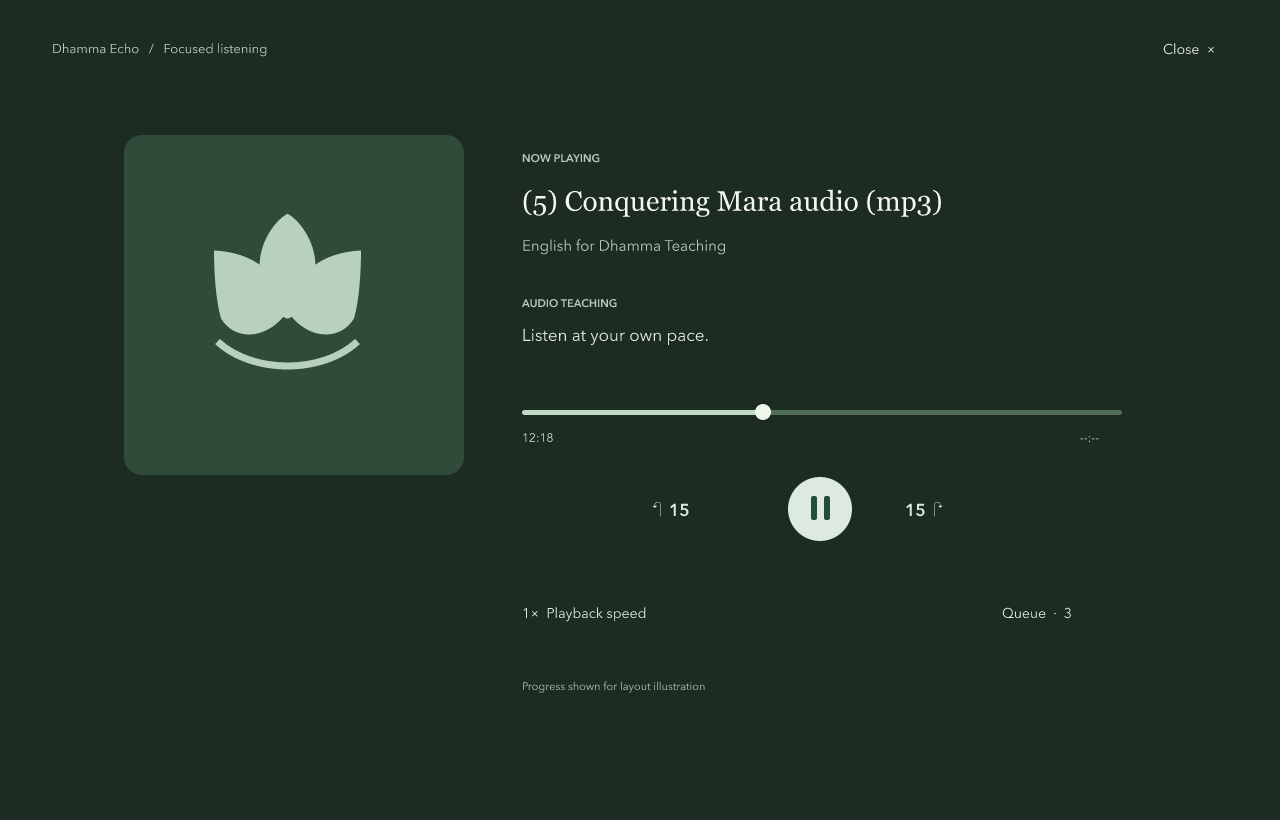 Dhamma Echo / Focused listening
Close ×
NOW PLAYING
(5) Conquering Mara audio (mp3)
English for Dhamma Teaching
AUDIO TEACHING
Listen at your own pace.
12:18
--:--
15
15
1× Playback speed
Queue · 3
Progress shown for layout illustration